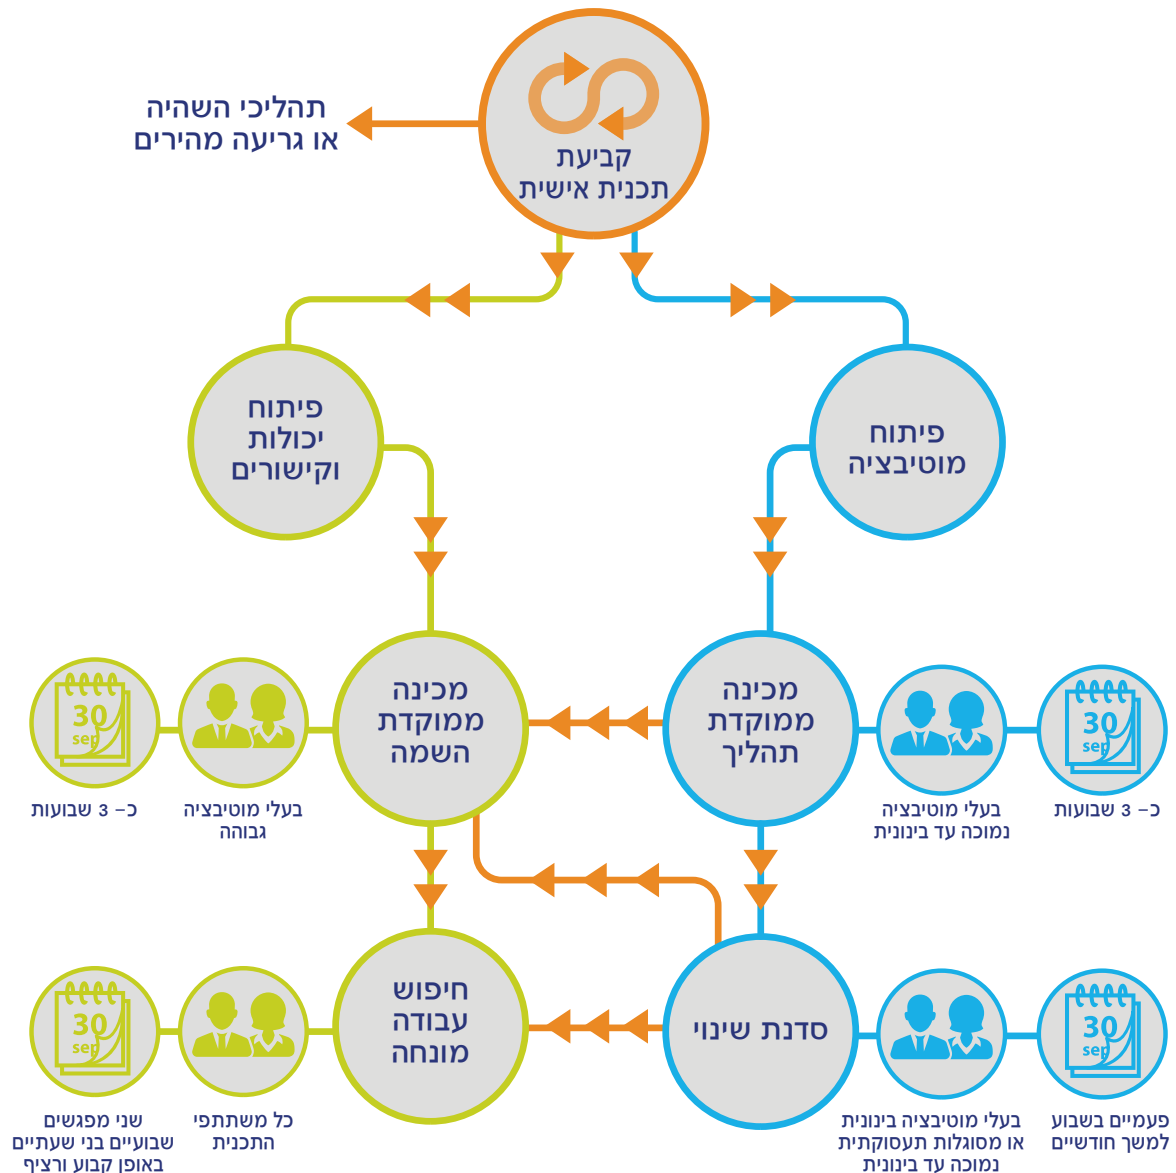 קביעת
תכנית אישית
תהליכי השהיה
או גריעה מהירים
פיתוח
מוטיבציה
פיתוח
יכולות
וקישורים
מכינה
ממוקדת
תהליך
30
sep
כ– 3 שבועות
בעלי מוטיבציה
נמוכה עד בינונית
מכינה
ממוקדת
השמה
בעלי מוטיבציה
גבוהה
30
sep
כ– 3 שבועות
סדנת שינוי
30
sep
פעמיים בשבוע
למשך חודשיים
בעלי מוטיבציה בינונית
או מסוגלות תעסוקתית
נמוכה עד בינונית
חיפוש
עבודה
מונחה
כל משתתפי
התכנית
30
sep
שני מפגשים
שבועיים בני שעתיים
באופן קבוע ורציף